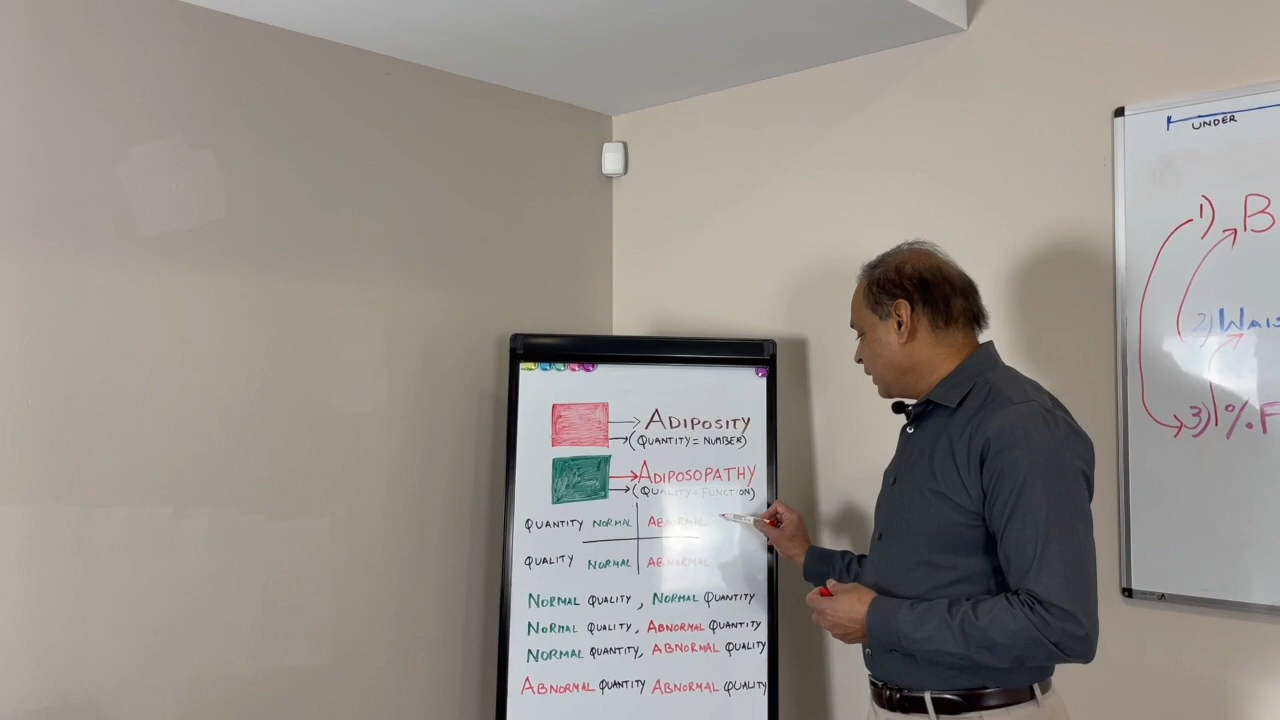 ADIPOSITY
(QUANTITY = NUMBER)
ADIPOSOPATHY
(QUALITY = FUNCTION)
QUANTITY NORMAL ABNORMAL
QUALITY NORMAL ABNORMAL
NORMAL QUALITY, NORMAL QUANTITY
NORMAL QUALITY, ABNORMAL QUANTITY
NORMAL QUANTITY, ABNORMAL QUALITY
ABNORMAL QUANTITY ABNORMAL QUALITY
UNDER
1) B
2) WAIS
3) % F